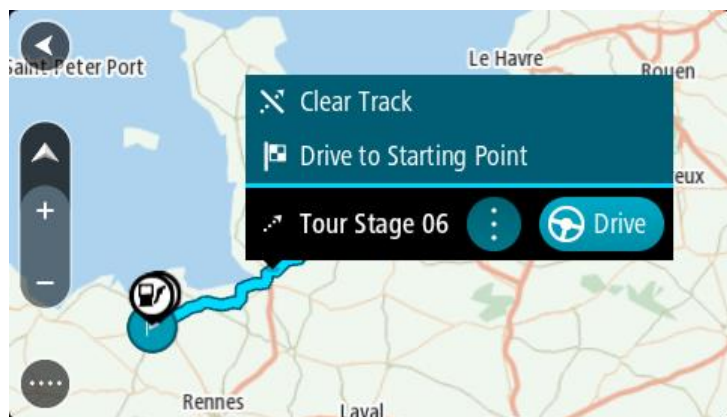 Saint Peter Port
Le Havre
Rouen
Clear Track
Drive to Starting Point
eux
Tour Stage 06
Drive
Rennes
Laval